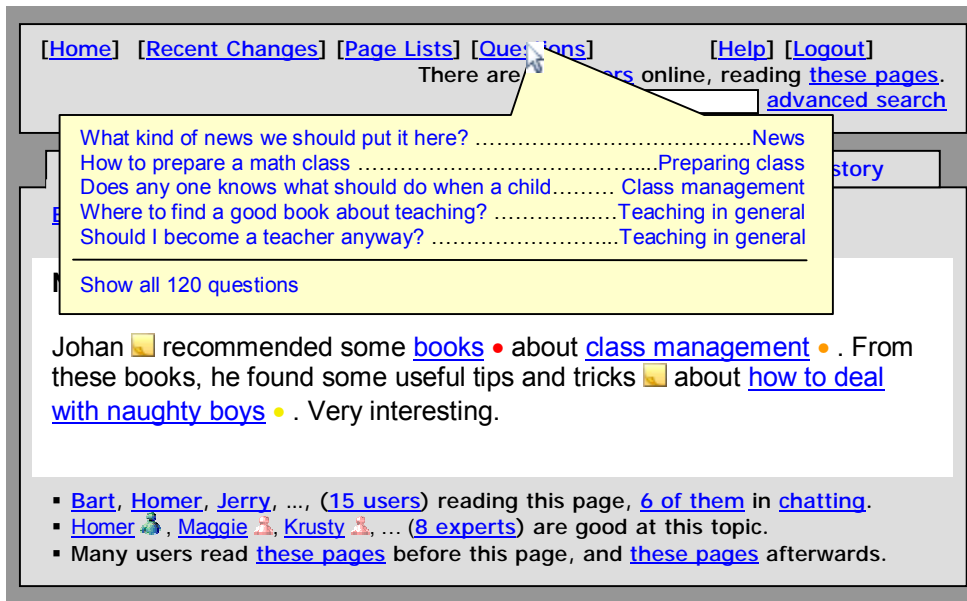 [Home] [Recent Changes] [Page Lists] [Questions] [Help] [Logout]
There are online, reading these pages.
advanced search
What kind of news we should put it here? ……………………………….News
How to prepare a math class …………………………………...Preparing class
Does any one knows what should do when a child……… Class management
Where to find a good book about teaching? …………..….Teaching in general
Should I become a teacher anyway? ……………………...Teaching in general
Show all 120 questions
Johan recommended some books • about class management • . From
these books, he found some useful tips and tricks about how to deal
with naughty boys • . Very interesting.
▪ Bart, Homer, Jerry, ..., (15 users) reading this page, 6 of them in chatting.
▪ Homer , Maggie , Krusty , … (8 experts) are good at this topic.
▪ Many users read these pages before this page, and these pages afterwards.